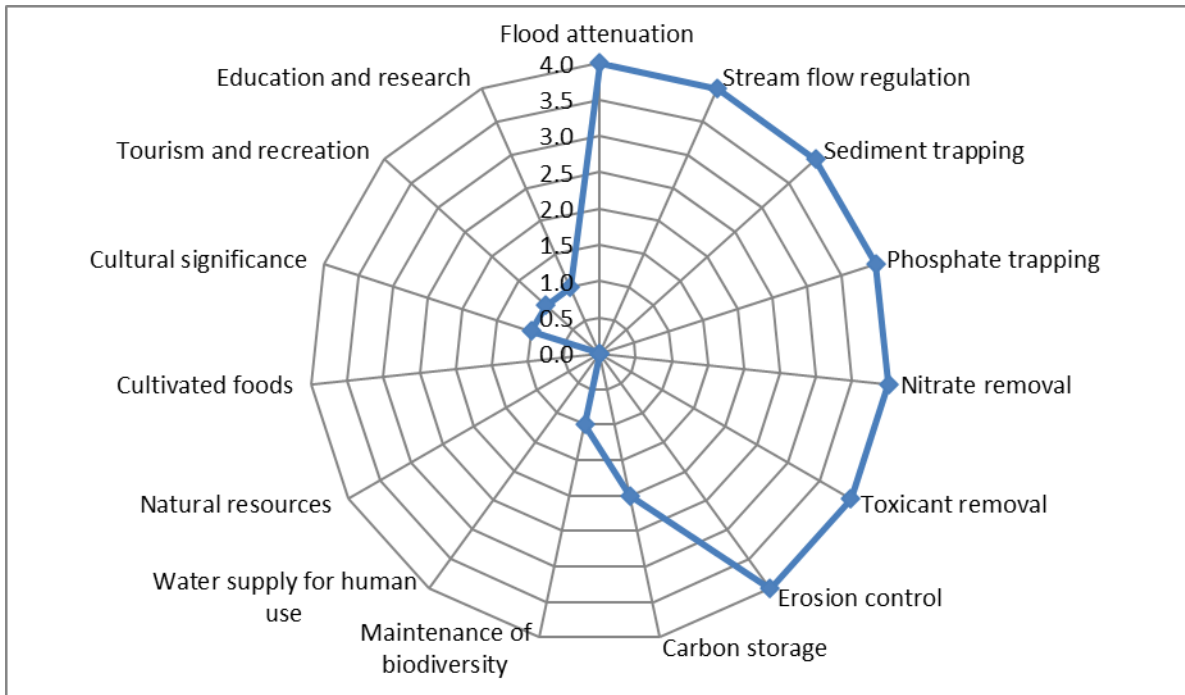 Flood attenuation
Stream flow regulation
Sediment trapping
Phosphate trapping
Nitrate removal
Toxicant removal
Erosion control
Carbon storage
Maintenance of
biodiversity
Water supply for human
use
Natural resources
Cultivated foods
Cultural significance
Tourism and recreation
Education and research
4.0
3.5
3.0
2.5
2.0
1.5
1.0
0.5
0.0